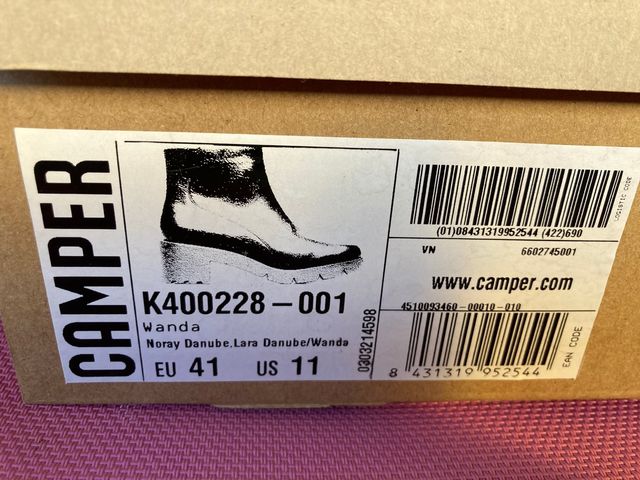 CAMPER
K400228-001
Wanda
Noray Danube,Lara Danube/Wanda
EU 41 US 11
0303214598
(01)08431319952544 (422)690
LOGISTIC CODE
VN 6602745001
www.camper.com
4510093460-00010-010
8 431319 952544
EAN CODE